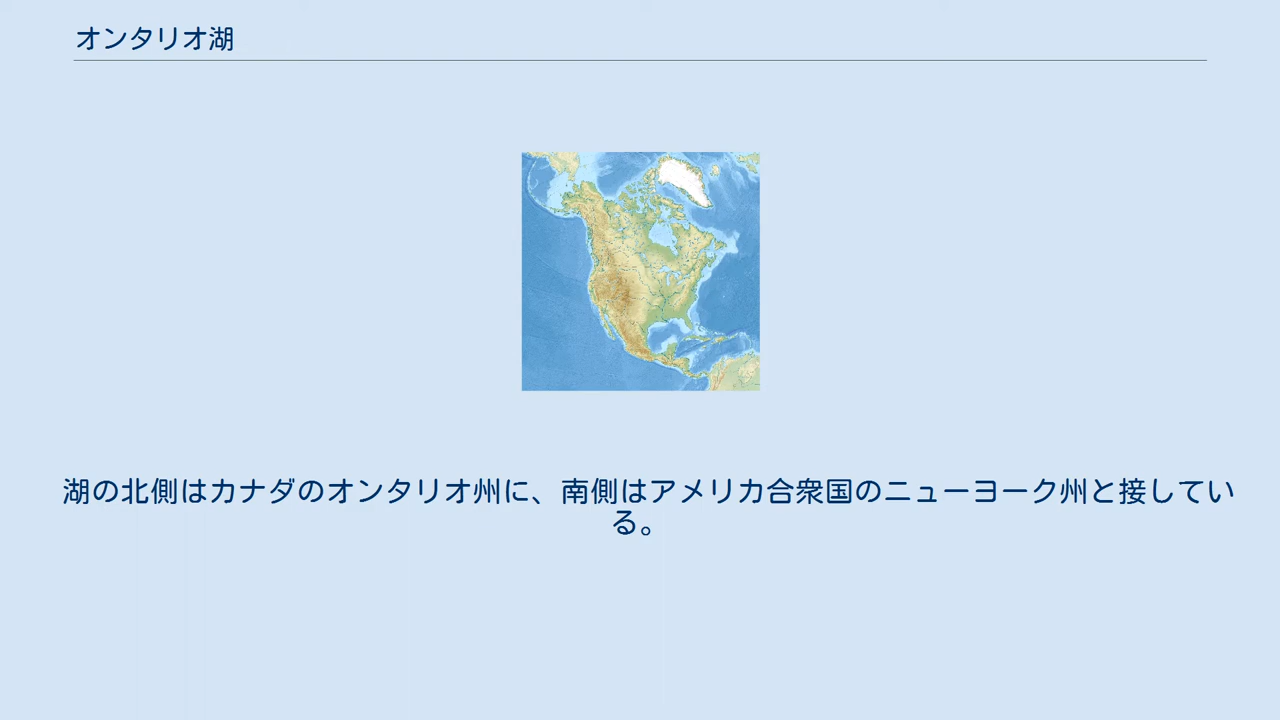 オンタリオ湖
湖の北側はカナダのオンタリオ州に、南側はアメリカ合衆国のニューヨーク州と接してい
る。